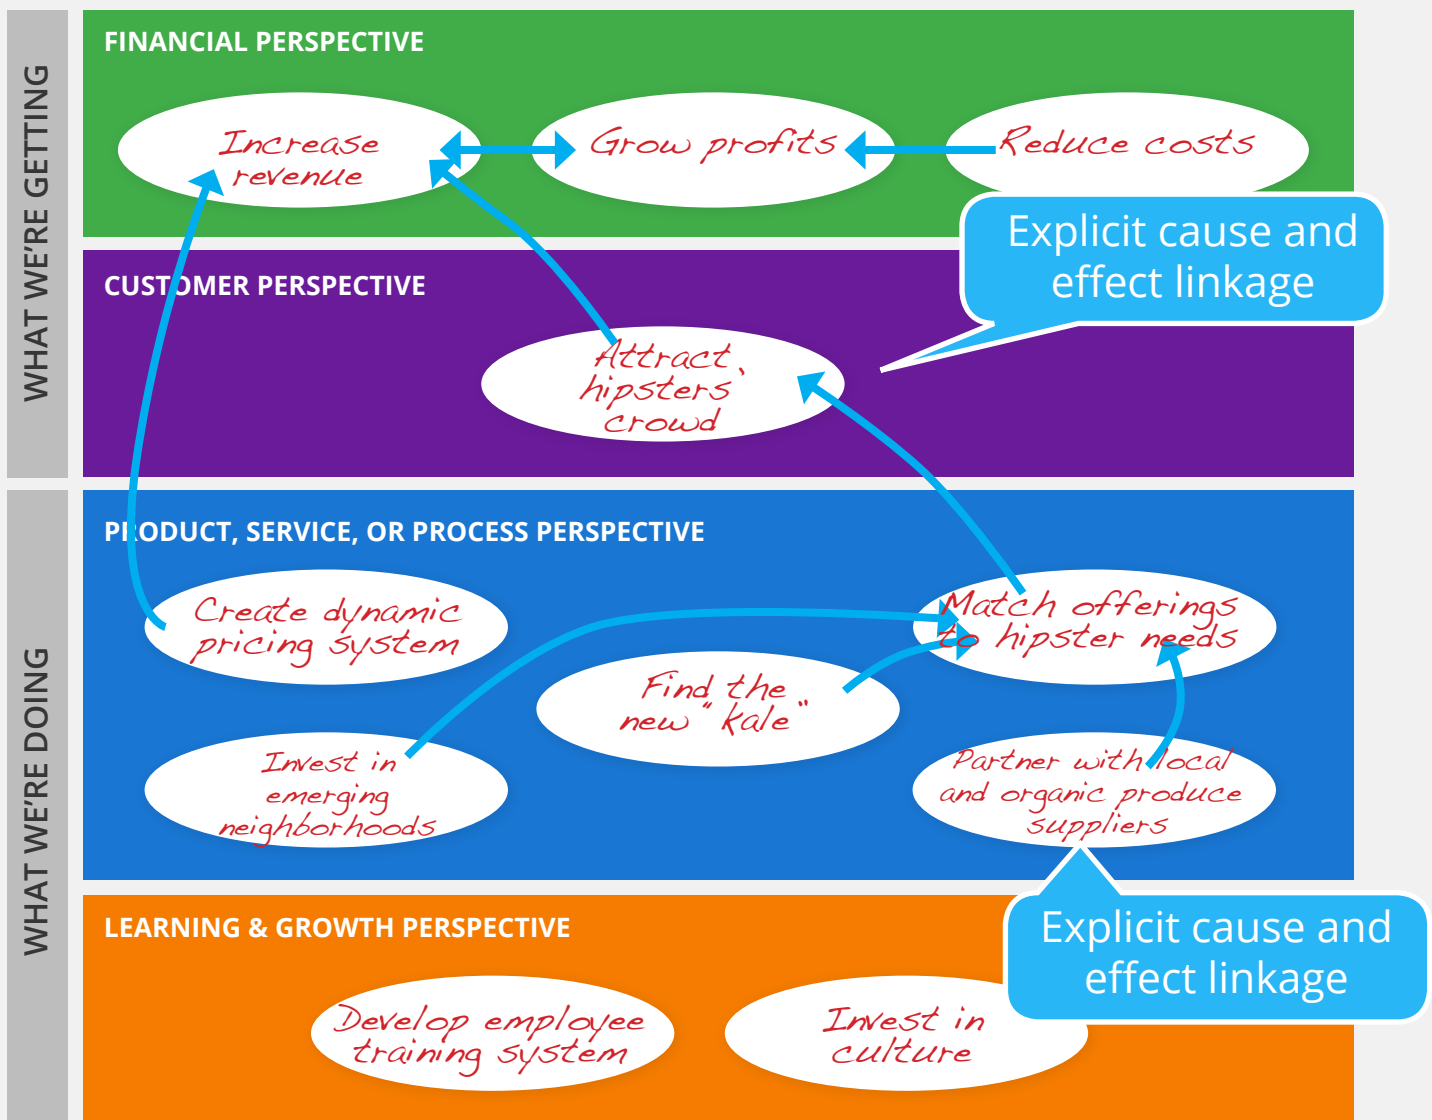 WHAT WE'RE GETTING
FINANCIAL PERSPECTIVE
Increase
revenue
Grow profits
Reduce costs
Explicit cause and
effect linkage
CUSTOMER PERSPECTIVE
Attract
hipsters'
crowd
WHAT WE'RE DOING
PRODUCT, SERVICE, OR PROCESS PERSPECTIVE
Create dynamic
pricing system
Match offerings
to hipster needs
Find the
new "kale"
Invest in
emerging
neighborhoods
Partner with local
and organic produce
suppliers
LEARNING & GROWTH PERSPECTIVE
Explicit cause and
effect linkage
Develop employee
training system
Invest in
culture